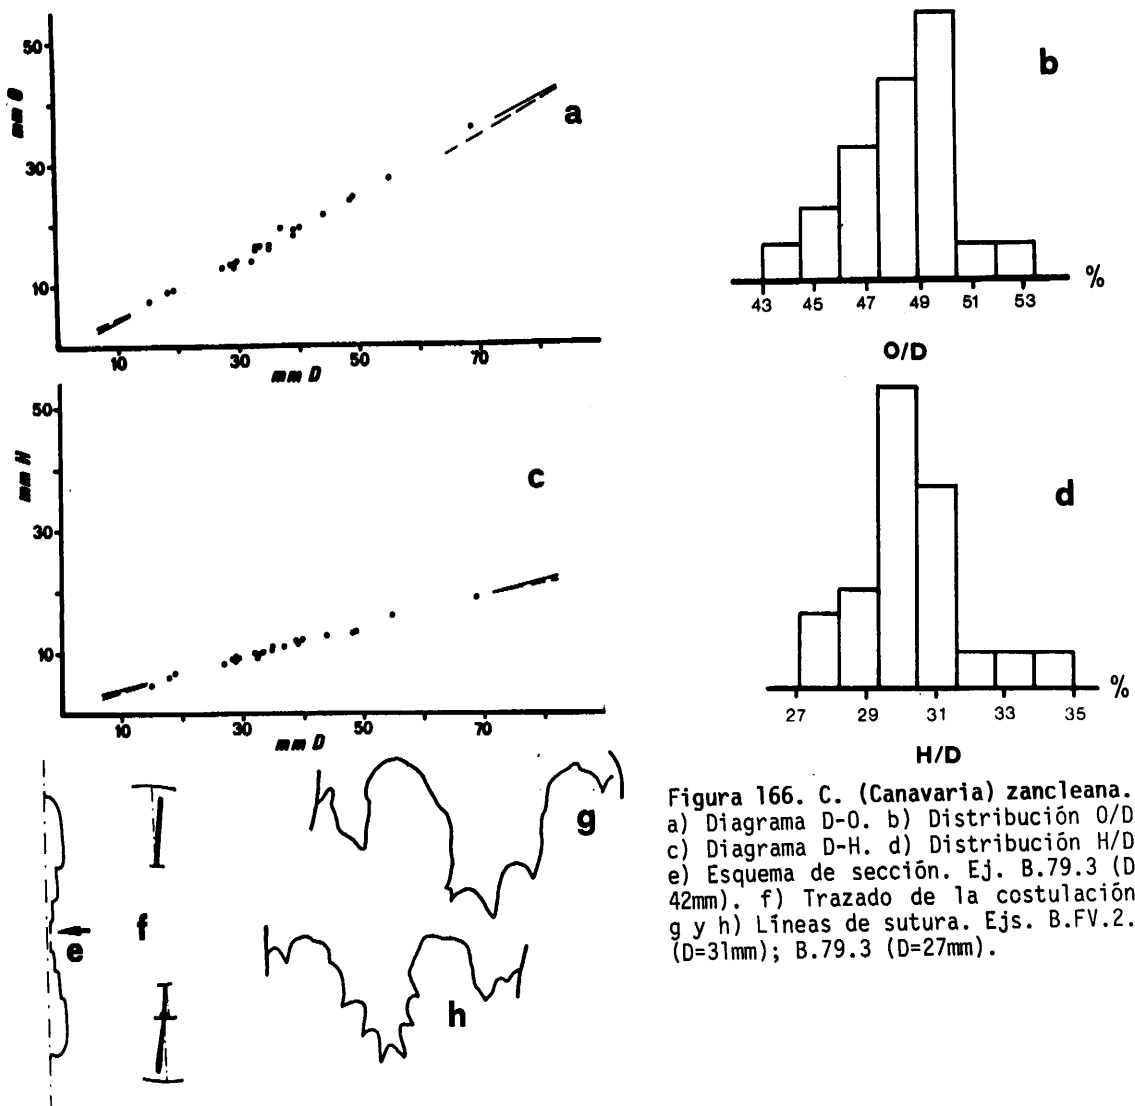 50
mm O
30
10
10 30 50 70
mm D
a
b
%
43 45 47 49 51 53
O/D
50
mm H
30
10
10 30 50 70
mm D
c
d
%
27 29 31 33 35
H/D
e
f
g
h
Figura 166. C. (Canavaria) zancleana.
a) Diagrama D-O. b) Distribución O/D
c) Diagrama D-H. d) Distribución H/D
e) Esquema de sección. Ej. B.79.3 (D
42mm). f) Trazado de la costulación
g y h) Líneas de sutura. Ejs. B.FV.2.
(D=31mm); B.79.3 (D=27mm).